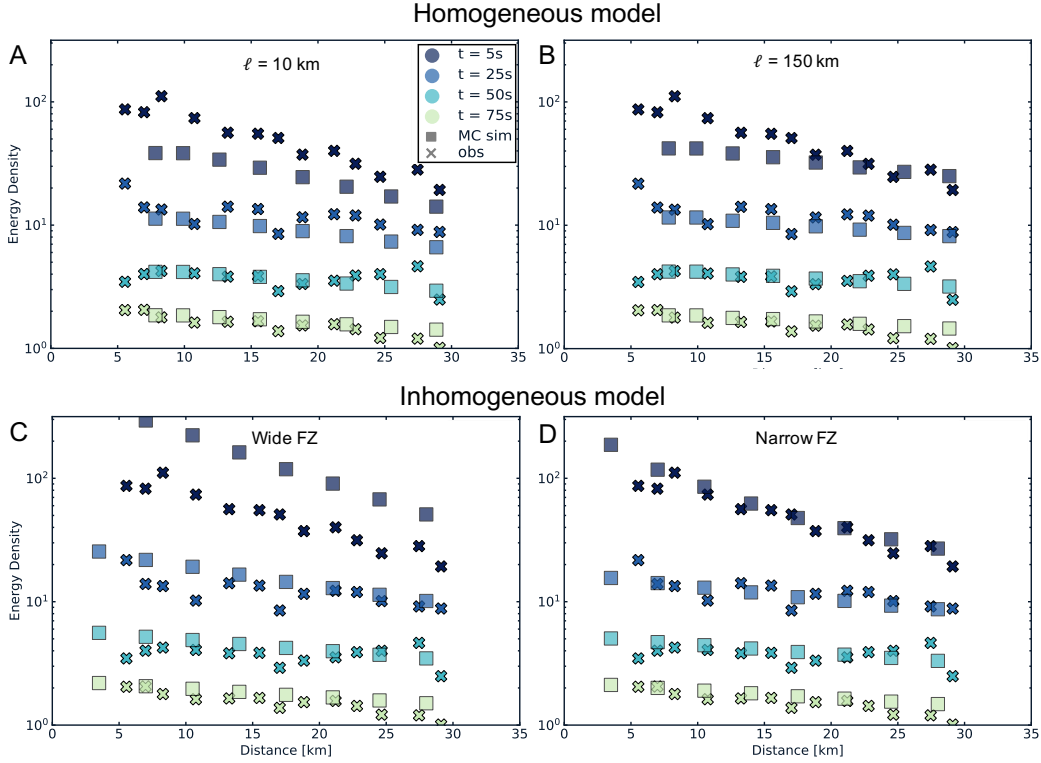 Homogeneous model
A
B
ℓ = 10 km
ℓ = 150 km
t = 5s
t = 25s
t = 50s
t = 75s
MC sim
obs
Energy Density
10²
10¹
10⁰
0 5 10 15 20 25 30 35
10²
10¹
10⁰
0 5 10 15 20 25 30 35
Inhomogeneous model
C
D
Wide FZ
Narrow FZ
Energy Density
10²
10¹
10⁰
0 5 10 15 20 25 30 35
Distance [km]
10²
10¹
10⁰
0 5 10 15 20 25 30 35
Distance [km]